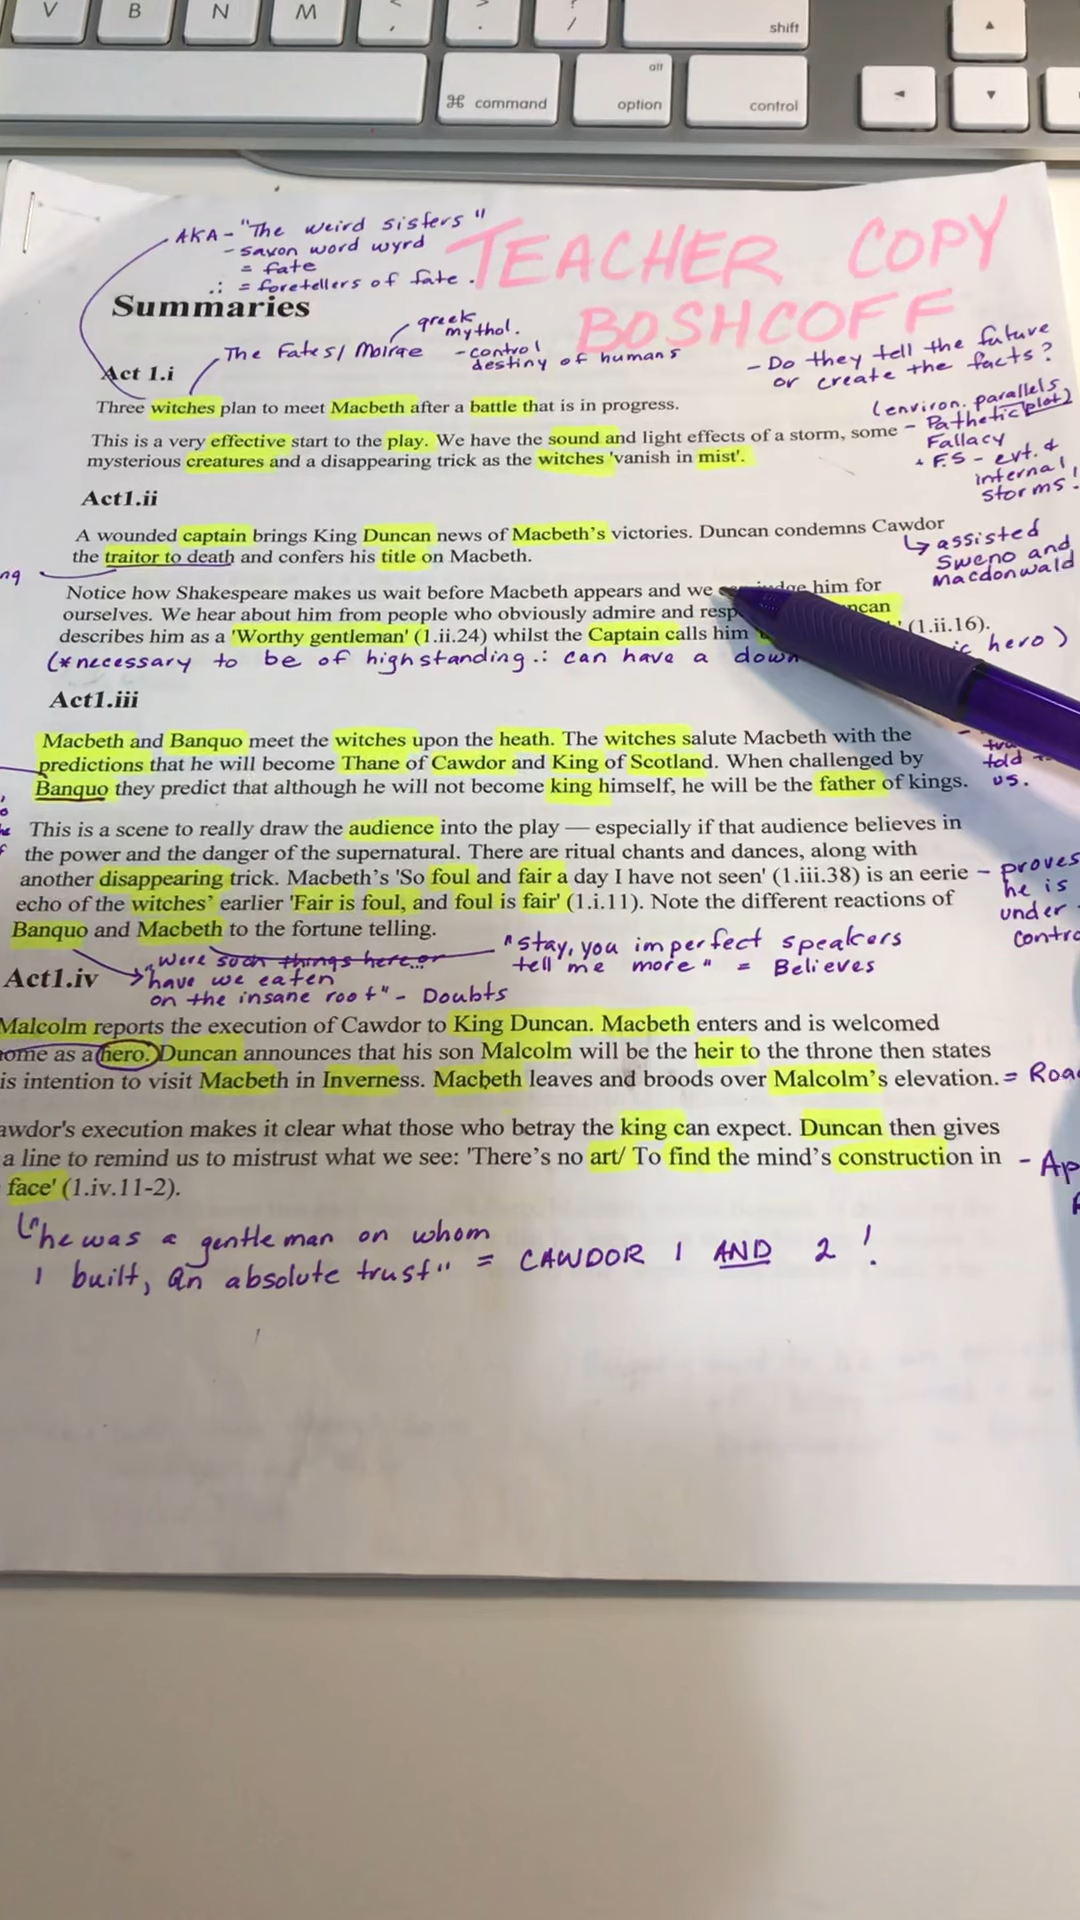 V B N M < , > . / shift
⌘ command alt option control
AKA - "The weird sisters"
- saxon word wyrd
= fate
∴ = foretellers of fate.
TEACHER COPY
BOSHCOFF
Summaries
greek
mythol.
The Fates/ Moirae - control
destiny of humans
- Do they tell the future
or create the facts?
Act 1.i
Three witches plan to meet Macbeth after a battle that is in progress.
(environ. parallels
plot)
This is a very effective start to the play. We have the sound and light effects of a storm, some
mysterious creatures and a disappearing trick as the witches 'vanish in mist'.
- Pathetic
Fallacy
+ F.S - evt. &
internal
storms!
Act1.ii
A wounded captain brings King Duncan news of Macbeth's victories. Duncan condemns Cawdor
the traitor to death and confers his title on Macbeth.
↳ assisted
Sweno and
Macdonwald
Notice how Shakespeare makes us wait before Macbeth appears and we judge him for
ourselves. We hear about him from people who obviously admire and resp
describes him as a 'Worthy gentleman' (1.ii.24) whilst the Captain calls him (1.ii.16).
(*necessary to be of high standing ∴ can have a down hero)
Act1.iii
Macbeth and Banquo meet the witches upon the heath. The witches salute Macbeth with the
predictions that he will become Thane of Cawdor and King of Scotland. When challenged by
Banquo they predict that although he will not become king himself, he will be the father of kings.
told
us.
This is a scene to really draw the audience into the play — especially if that audience believes in
the power and the danger of the supernatural. There are ritual chants and dances, along with
another disappearing trick. Macbeth's 'So foul and fair a day I have not seen' (1.iii.38) is an eerie
echo of the witches' earlier 'Fair is foul, and foul is fair' (1.i.11). Note the different reactions of
Banquo and Macbeth to the fortune telling.
- proves
he is
under
contro
"were such things here..or
have we eaten
on the insane root" - Doubts
"stay, you imperfect speakers
tell me more" = Believes
Act1.iv
Malcolm reports the execution of Cawdor to King Duncan. Macbeth enters and is welcomed
ome as a hero. Duncan announces that his son Malcolm will be the heir to the throne then states
is intention to visit Macbeth in Inverness. Macbeth leaves and broods over Malcolm's elevation. = Roa
awdor's execution makes it clear what those who betray the king can expect. Duncan then gives
a line to remind us to mistrust what we see: 'There's no art/ To find the mind's construction in - Ap
face' (1.iv.11-2).
"he was a gentleman on whom
I built, an absolute trust" = CAWDOR 1 AND 2!